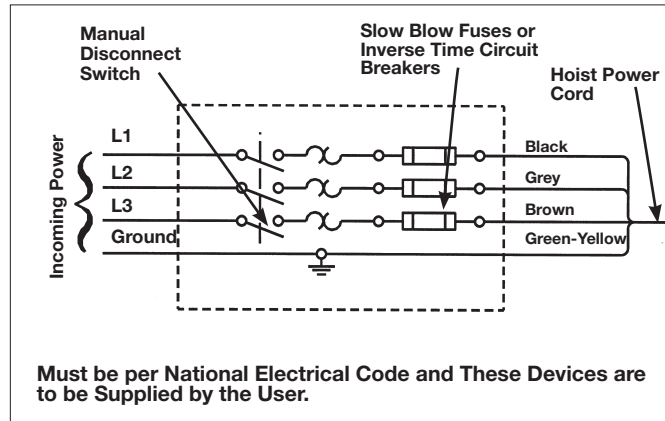 Manual
Disconnect
Switch
Slow Blow Fuses or
Inverse Time Circuit
Breakers
Hoist Power
Cord
Incoming Power
L1
L2
L3
Ground
Black
Grey
Brown
Green-Yellow
Must be per National Electrical Code and These Devices are
to be Supplied by the User.